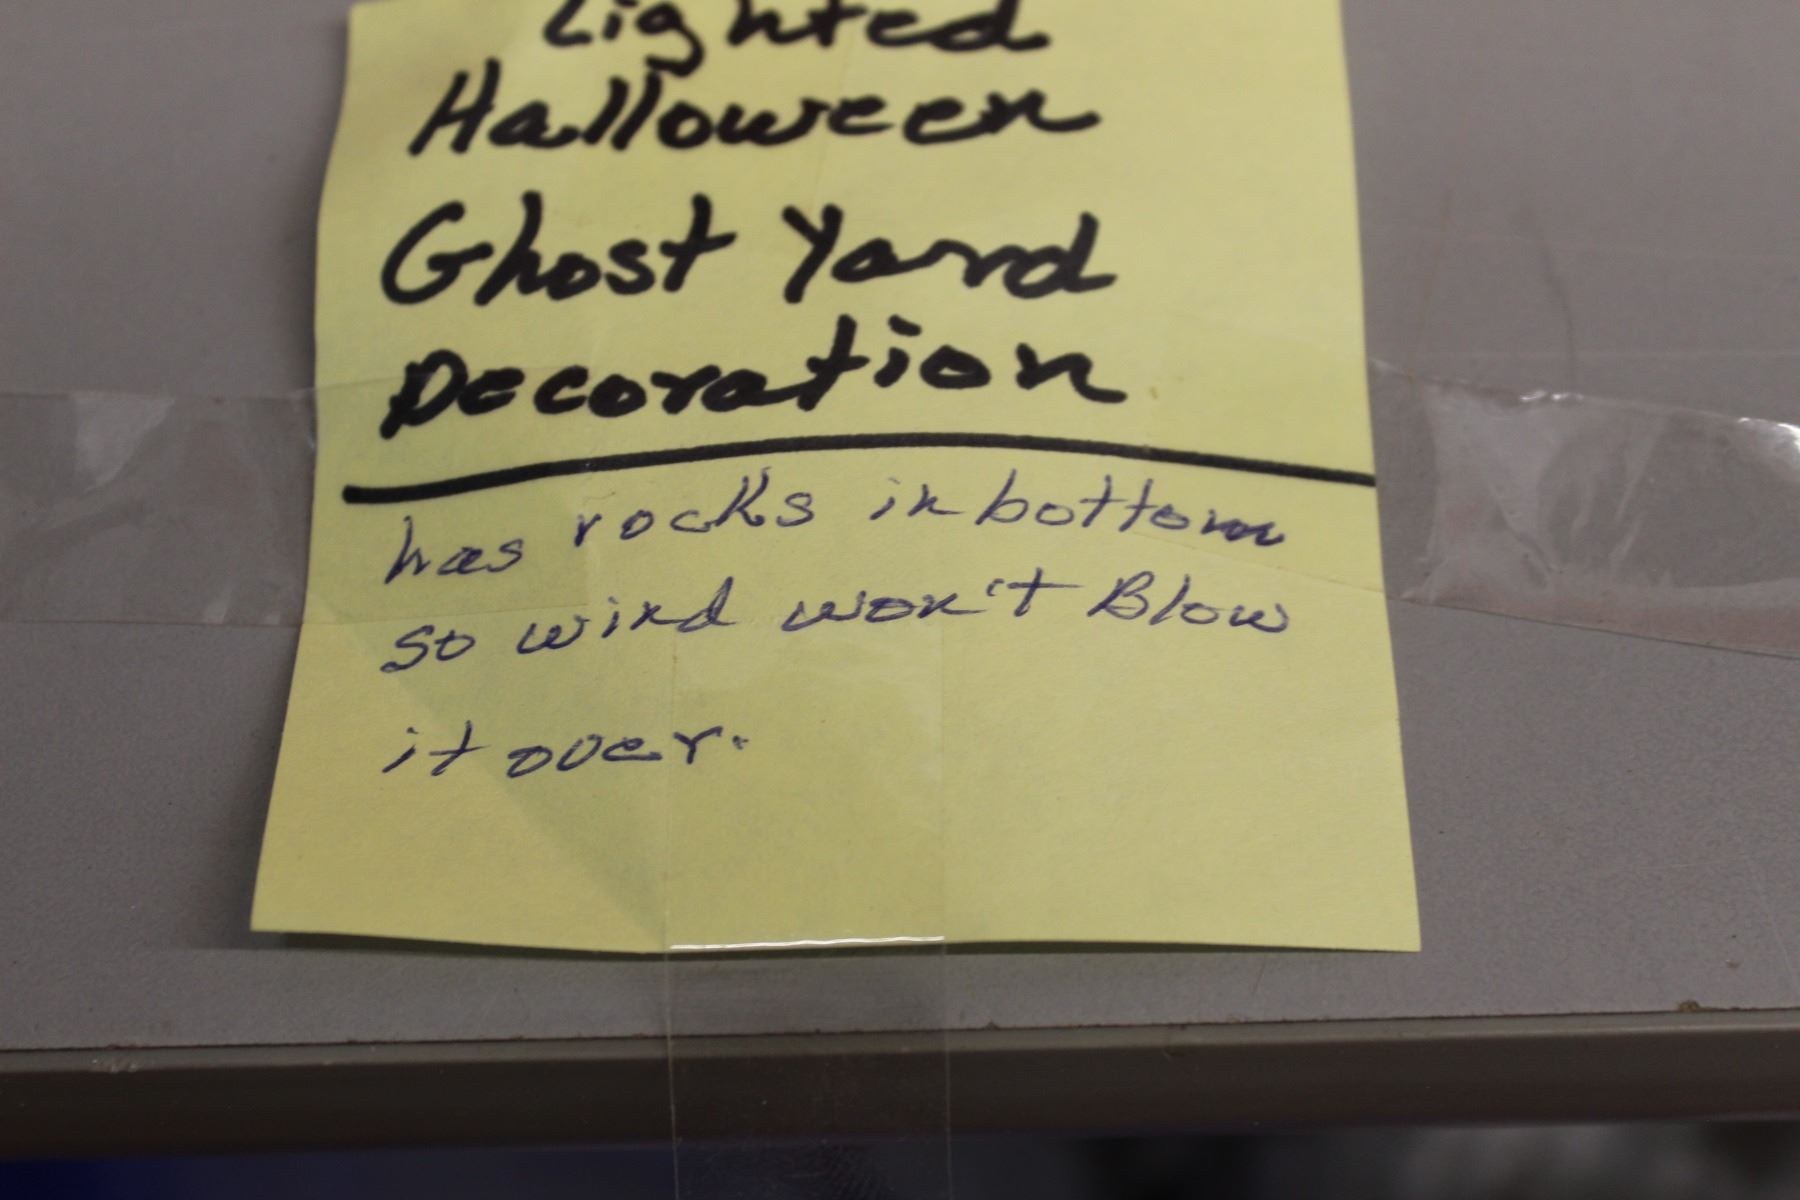 Lighted
Halloween
Ghost Yard
Decoration
has rocks in bottom
so wind won't Blow
it over.